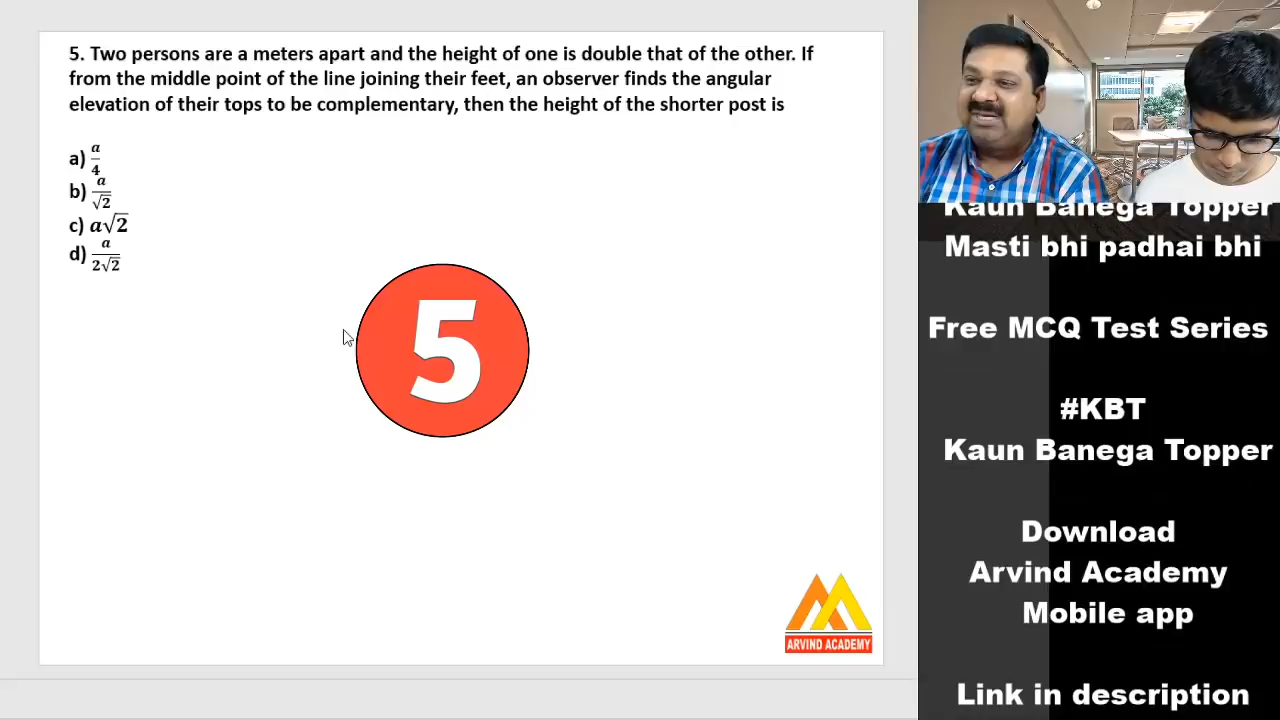 5. Two persons are a meters apart and the height of one is double that of the other. If
from the middle point of the line joining their feet, an observer finds the angular
elevation of their tops to be complementary, then the height of the shorter post is
a) a/4
b) a/√2
c) a√2
d) a/2√2
5
ARVIND ACADEMY
Kaun Banega Topper
Masti bhi padhai bhi
Free MCQ Test Series
#KBT
Kaun Banega Topper
Download
Arvind Academy
Mobile app
Link in description